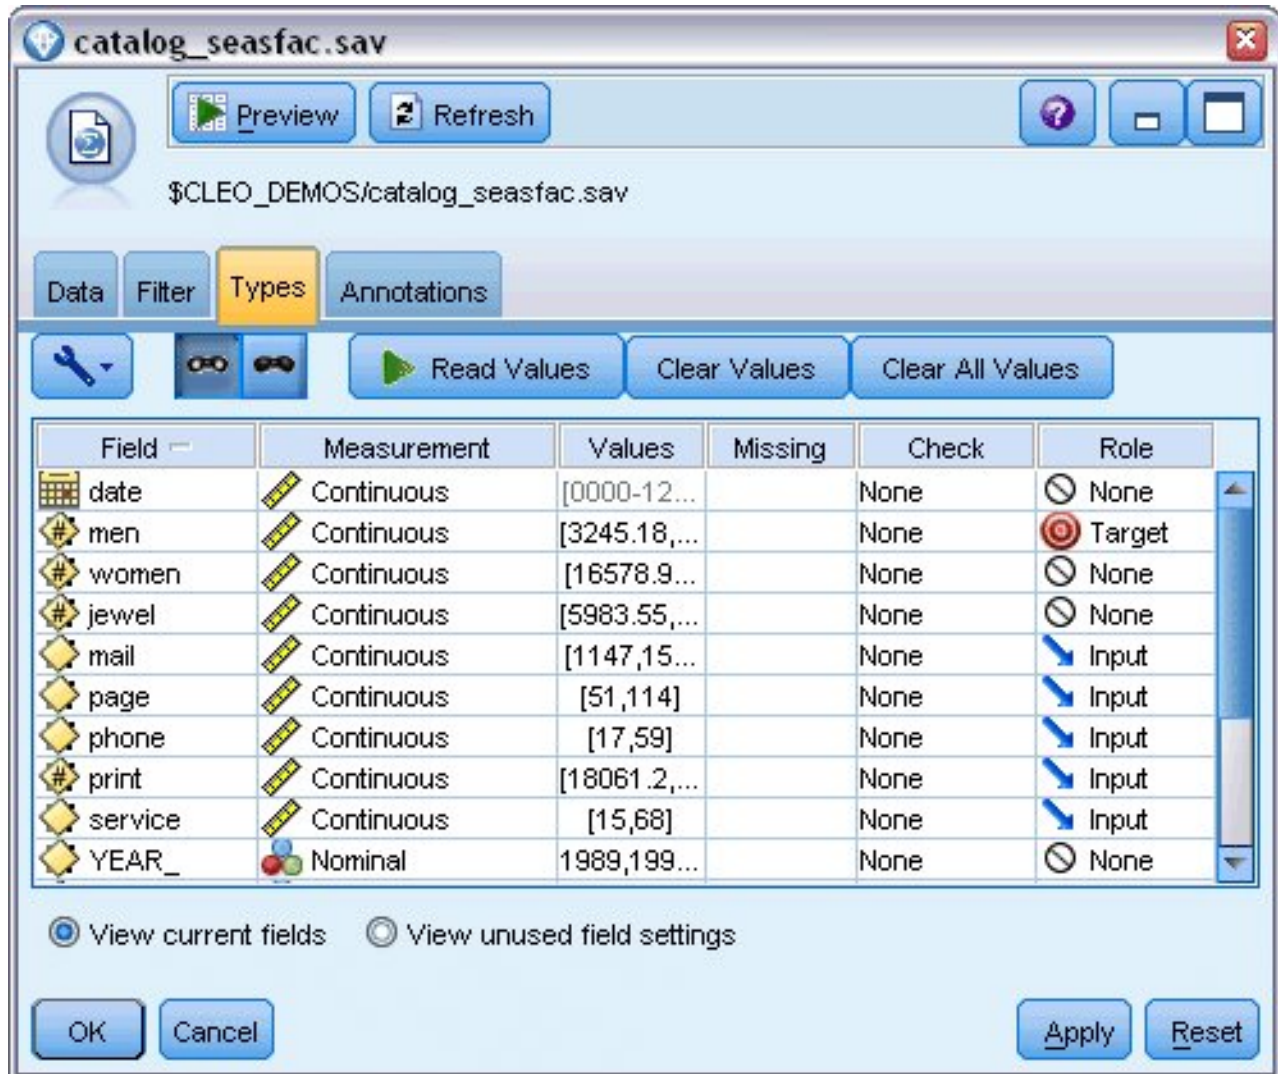 catalog_seasfac.sav
Preview Refresh
$CLEO_DEMOS/catalog_seasfac.sav
Data Filter Types Annotations
Read Values Clear Values Clear All Values
Field Measurement Values Missing Check Role
date Continuous [0000-12... None None
men Continuous [3245.18,... None Target
women Continuous [16578.9... None None
jewel Continuous [5983.55,... None None
mail Continuous [1147,15... None Input
page Continuous [51,114] None Input
phone Continuous [17,59] None Input
print Continuous [18061.2,... None Input
service Continuous [15,68] None Input
YEAR_ Nominal 1989,199... None None
View current fields View unused field settings
OK Cancel Apply Reset